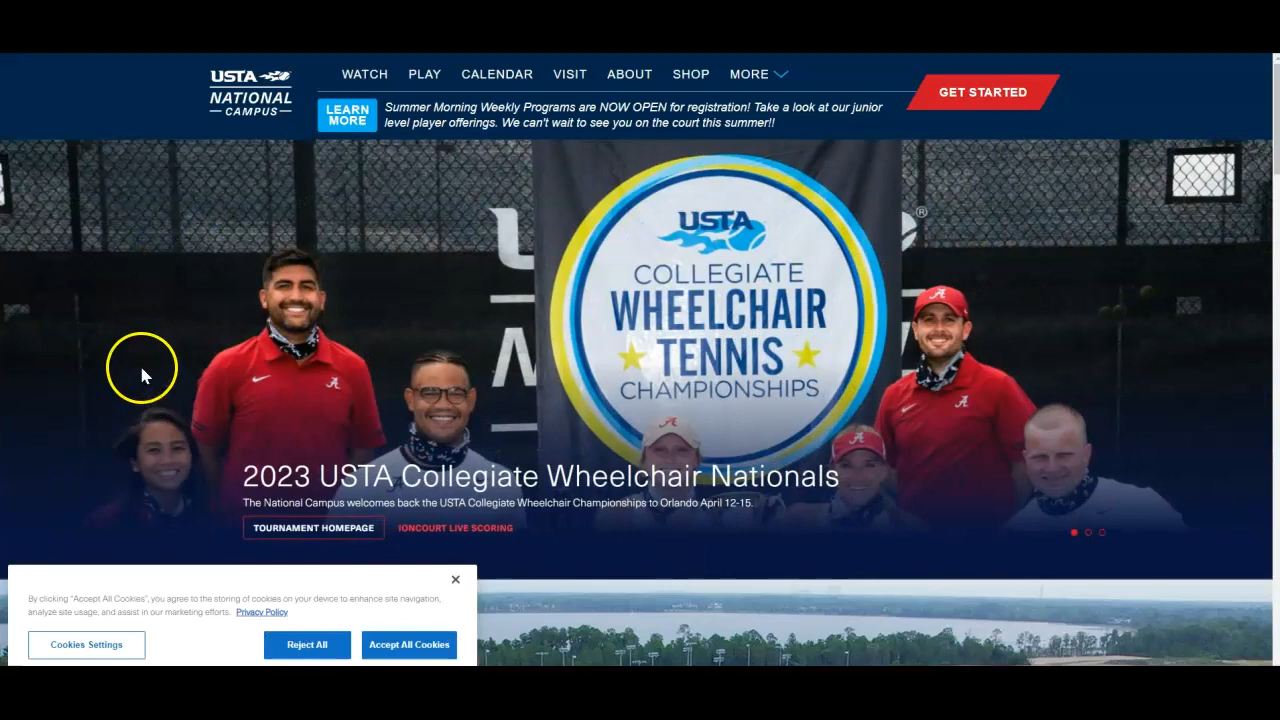 USTA
NATIONAL
CAMPUS
WATCH PLAY CALENDAR VISIT ABOUT SHOP MORE
LEARN
MORE
Summer Morning Weekly Programs are NOW OPEN for registration! Take a look at our junior
level player offerings. We can't wait to see you on the court this summer!!
GET STARTED
USTA
®
COLLEGIATE
WHEELCHAIR
TENNIS
CHAMPIONSHIPS
A
A
A
A
A
2023 USTA Collegiate Wheelchair Nationals
The National Campus welcomes back the USTA Collegiate Wheelchair Championships to Orlando April 12-15.
TOURNAMENT HOMEPAGE IONCOURT LIVE SCORING
By clicking "Accept All Cookies", you agree to the storing of cookies on your device to enhance site navigation,
analyze site usage, and assist in our marketing efforts. Privacy Policy
Cookies Settings Reject All Accept All Cookies